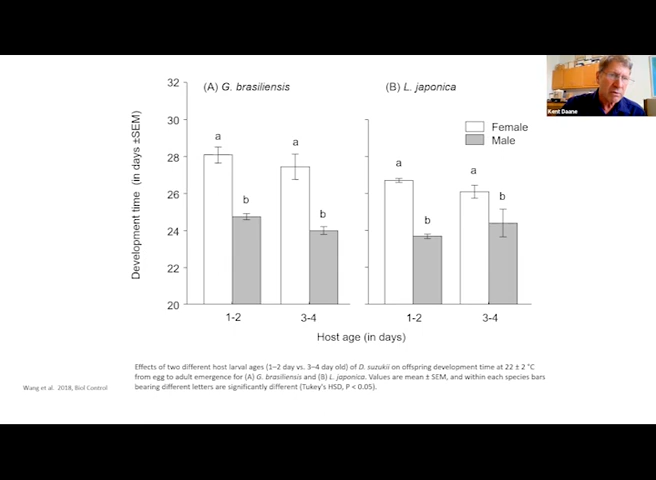 (A) G. brasiliensis
(B) L. japonica
Kent Daane
Female
Male
Development time (in days ±SEM)
32
30
28
26
24
22
20
a
b
a
b
a
b
a
b
1-2
3-4
1-2
3-4
Host age (in days)
Effects of two different host larval ages (1–2 day vs. 3–4 day old) of D. suzukii on offspring development time at 22 ± 2 °C
from egg to adult emergence for (A) G. brasiliensis and (B) L. japonica. Values are mean ± SEM, and within each species bars
bearing different letters are significantly different (Tukey's HSD, P < 0.05).
Wang et al. 2018, Biol Control